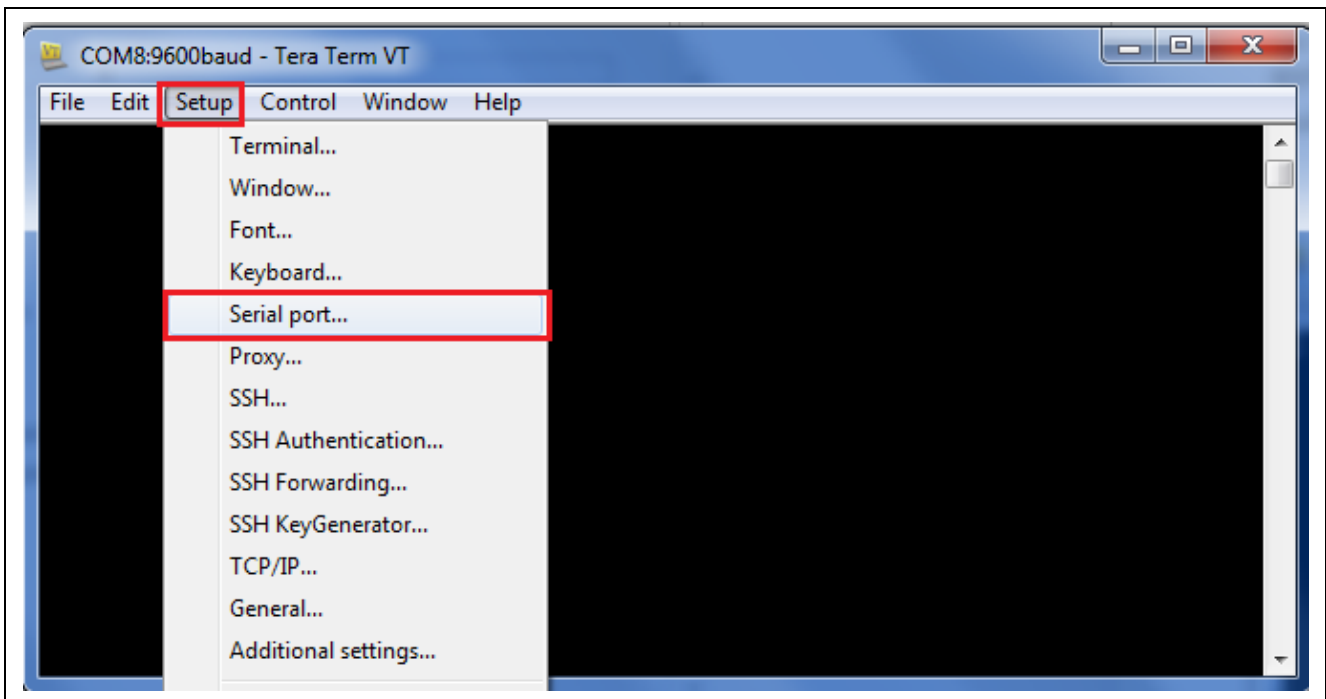 COM8:9600baud - Tera Term VT
File Edit Setup Control Window Help
Terminal...
Window...
Font...
Keyboard...
Serial port...
Proxy...
SSH...
SSH Authentication...
SSH Forwarding...
SSH KeyGenerator...
TCP/IP...
General...
Additional settings...